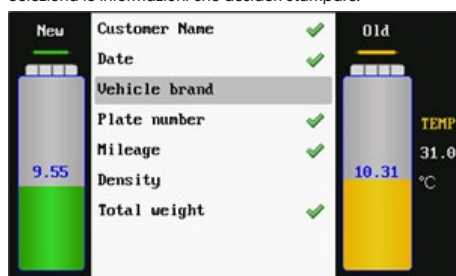 Seleziona le informazioni che desideri stampare.
New
Customer Name
Old
Date
Vehicle brand
Plate number
TEMP
Mileage
31.0
9.55
10.31
Density
°C
Total weight